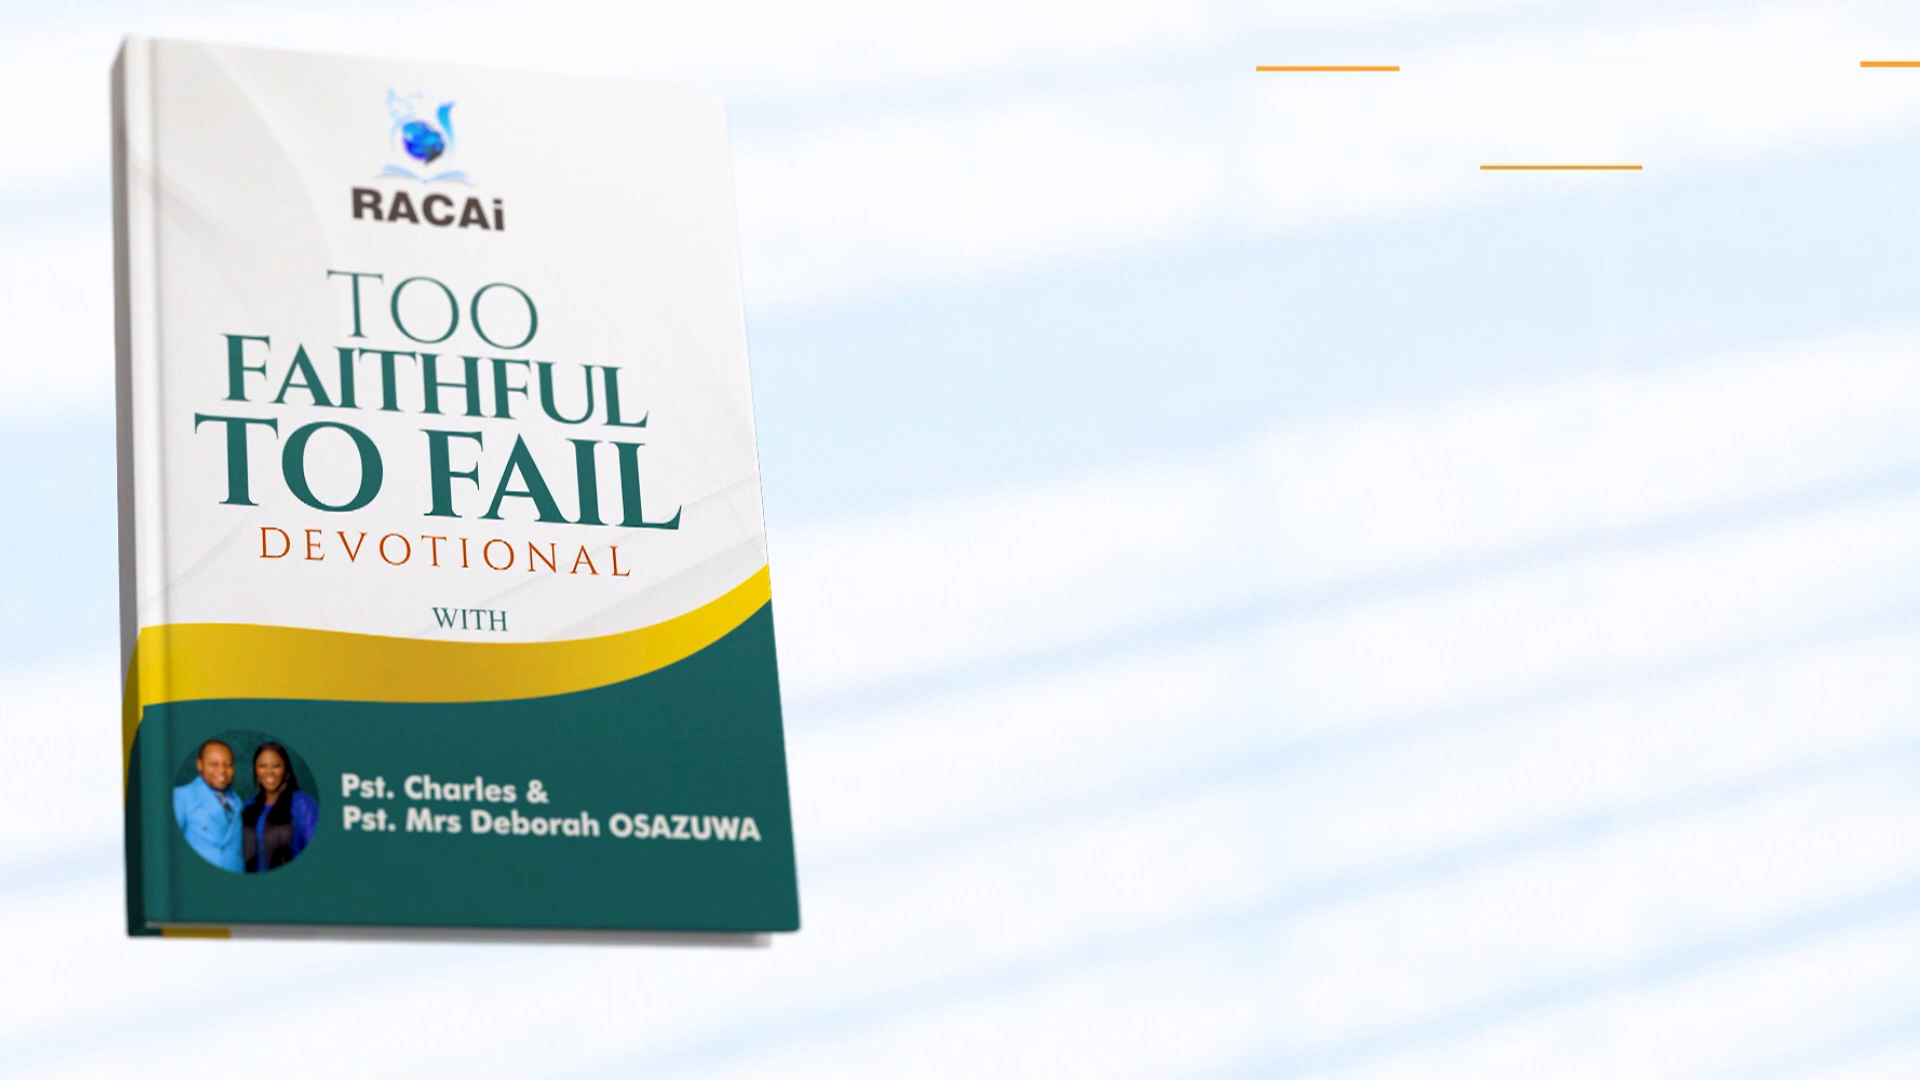 RACAi
TOO
FAITHFUL
TO FAIL
DEVOTIONAL
WITH
Pst. Charles &
Pst. Mrs Deborah OSAZUWA